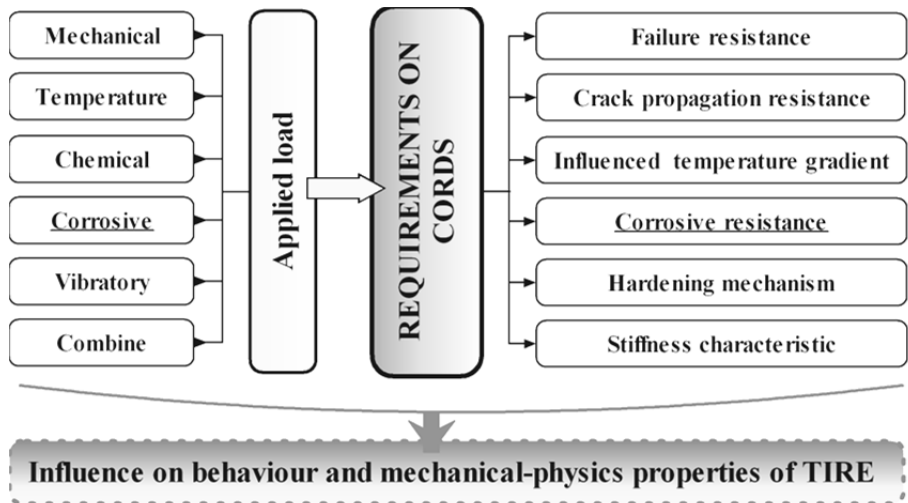 Mechanical
Temperature
Chemical
Corrosive
Vibratory
Combine
Applied load
REQUIREMENTS ON
CORDS
Failure resistance
Crack propagation resistance
Influenced temperature gradient
Corrosive resistance
Hardening mechanism
Stiffness characteristic
Influence on behaviour and mechanical-physics properties of TIRE